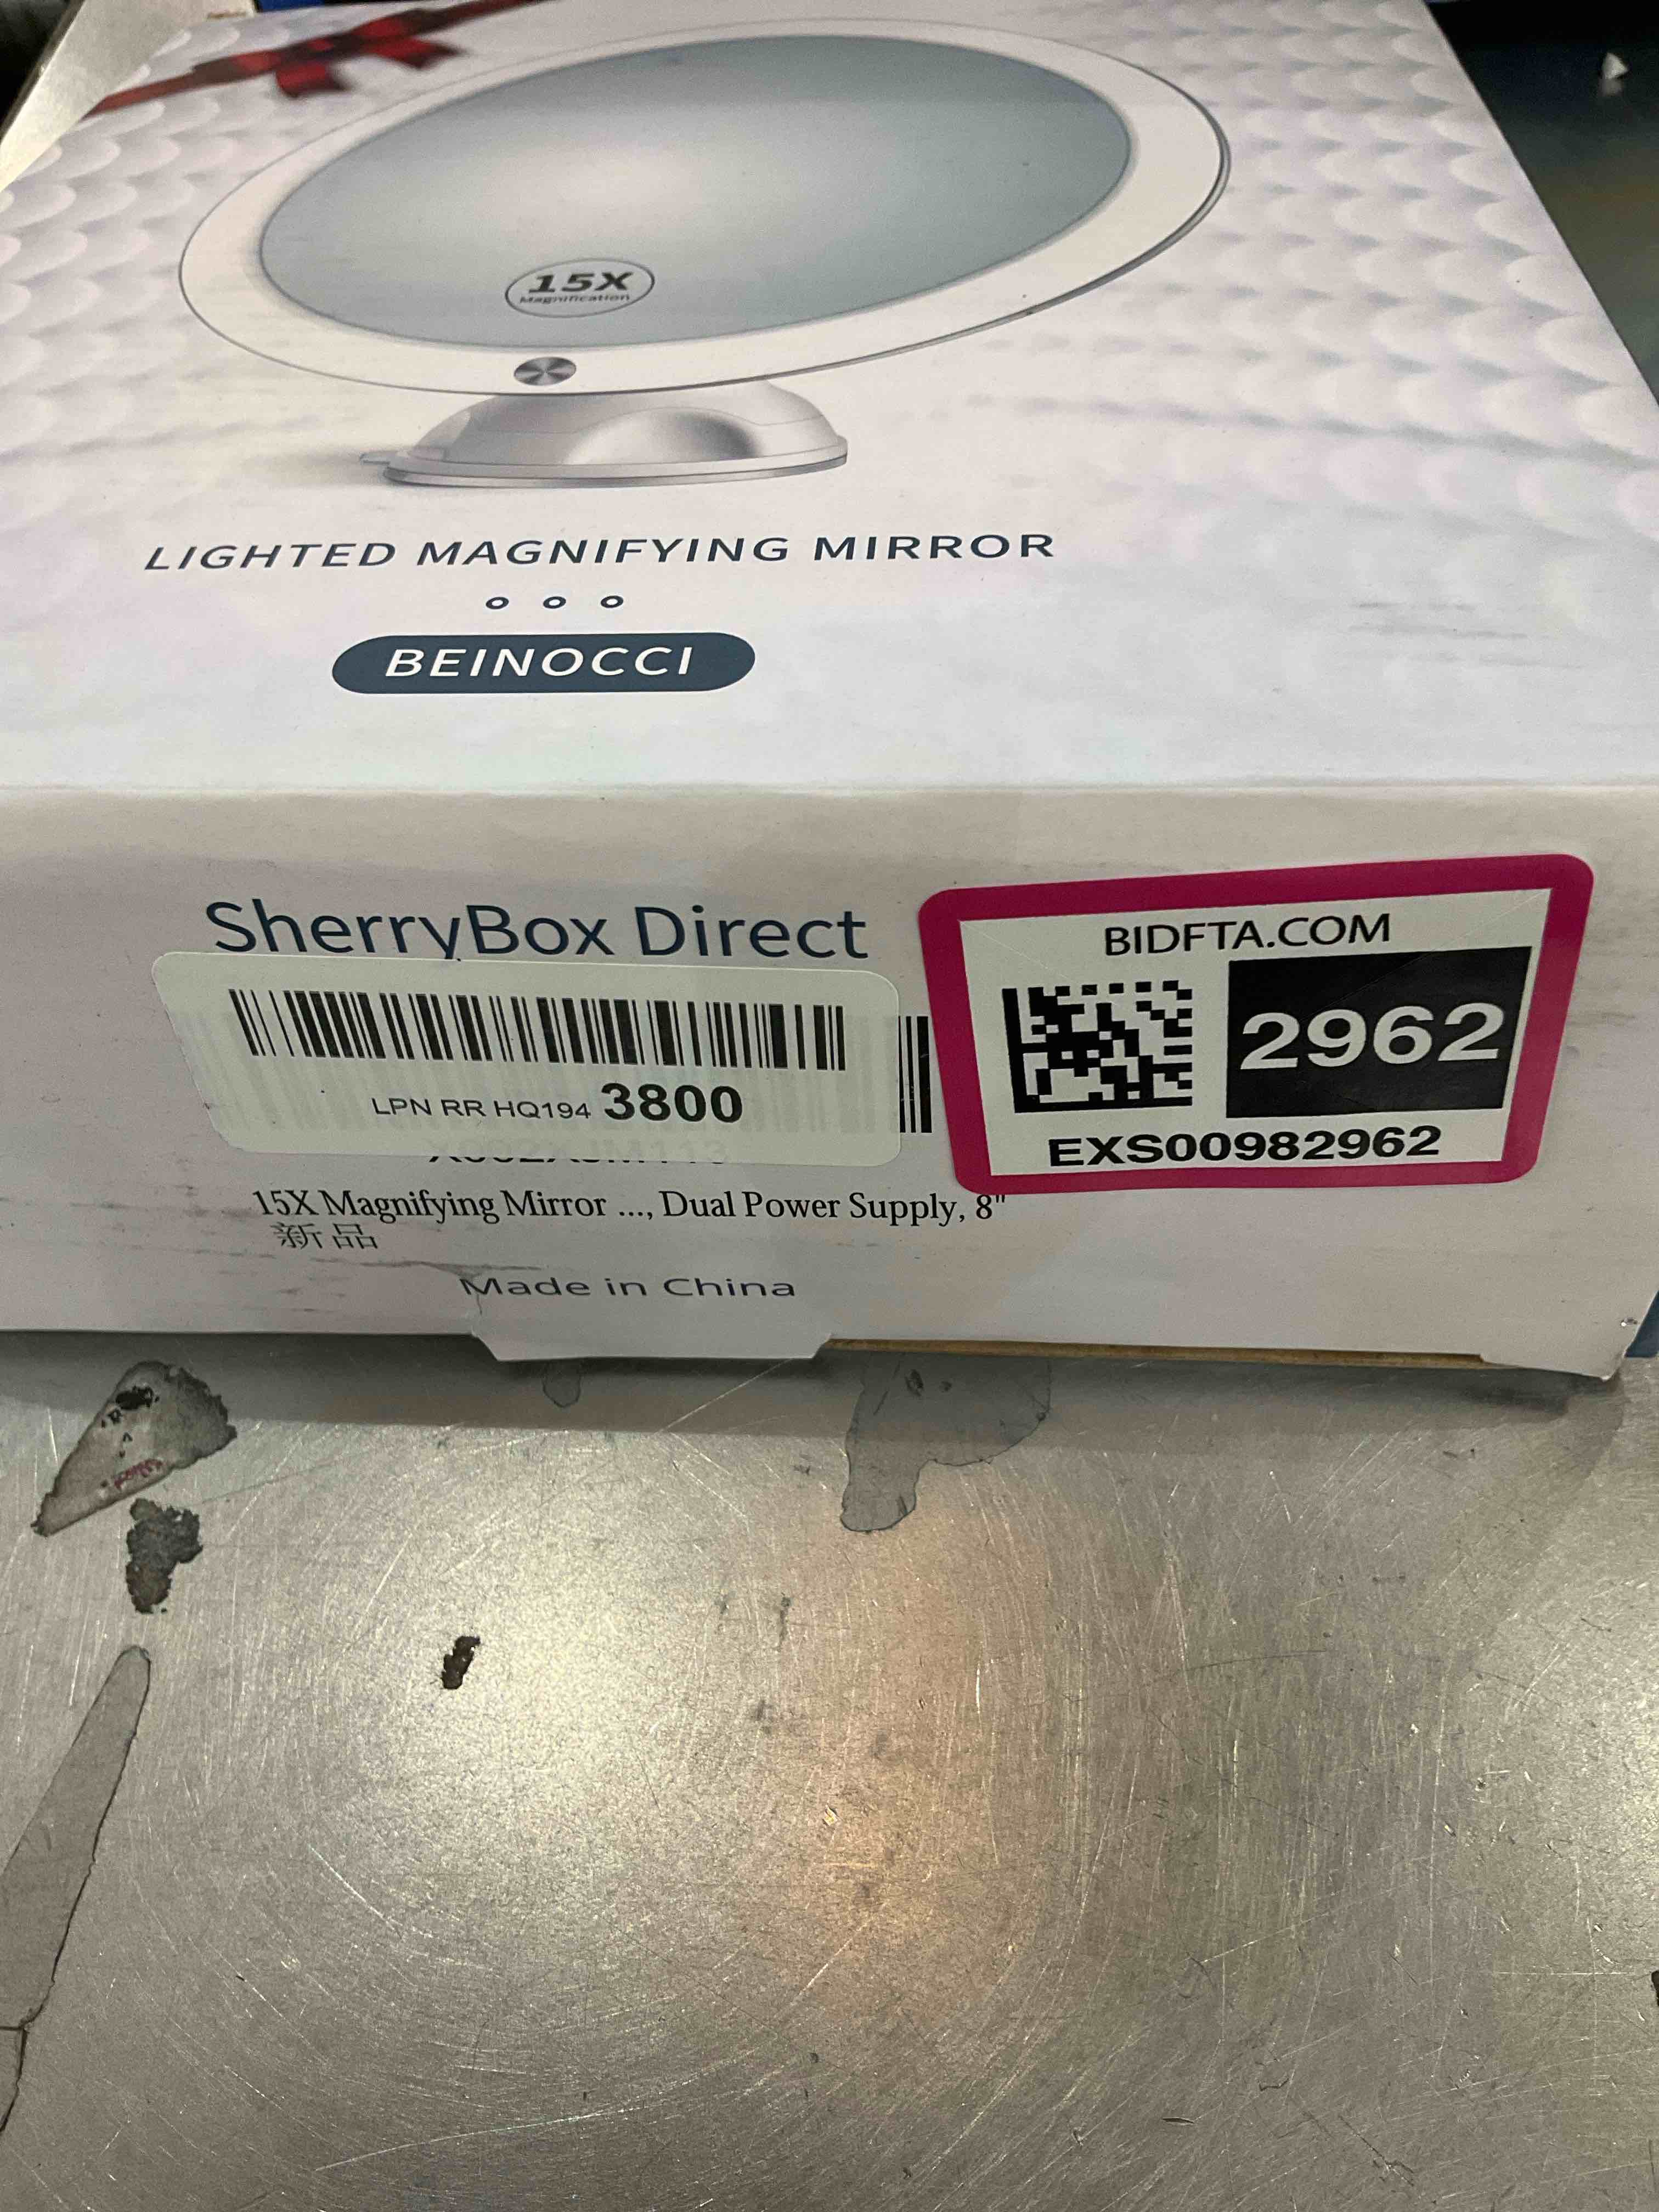 15X
Magnification
LIGHTED MAGNIFYING MIRROR
BEINOCCI
SherryBox Direct
LPN RR HQ194 3800
15X Magnifying Mirror ..., Dual Power Supply, 8"
新品
Made in China
BIDFTA.COM
2962
EXS00982962